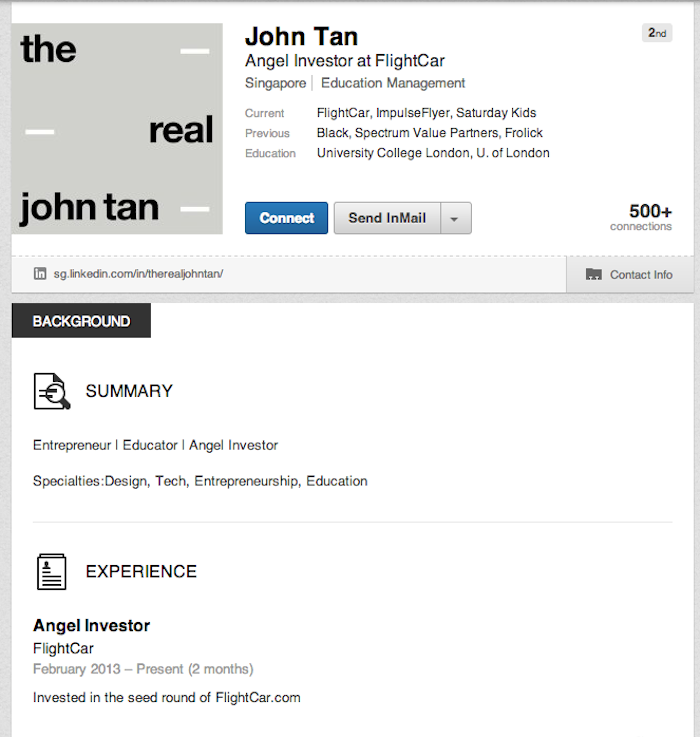 the
real
john tan
John Tan
2nd
Angel Investor at FlightCar
Singapore | Education Management
Current FlightCar, ImpulseFlyer, Saturday Kids
Previous Black, Spectrum Value Partners, Frolick
Education University College London, U. of London
Connect Send InMail
500+
connections
sg.linkedin.com/in/therealjohntan/
Contact Info
BACKGROUND
SUMMARY
Entrepreneur | Educator | Angel Investor
Specialties:Design, Tech, Entrepreneurship, Education
EXPERIENCE
Angel Investor
FlightCar
February 2013 – Present (2 months)
Invested in the seed round of FlightCar.com